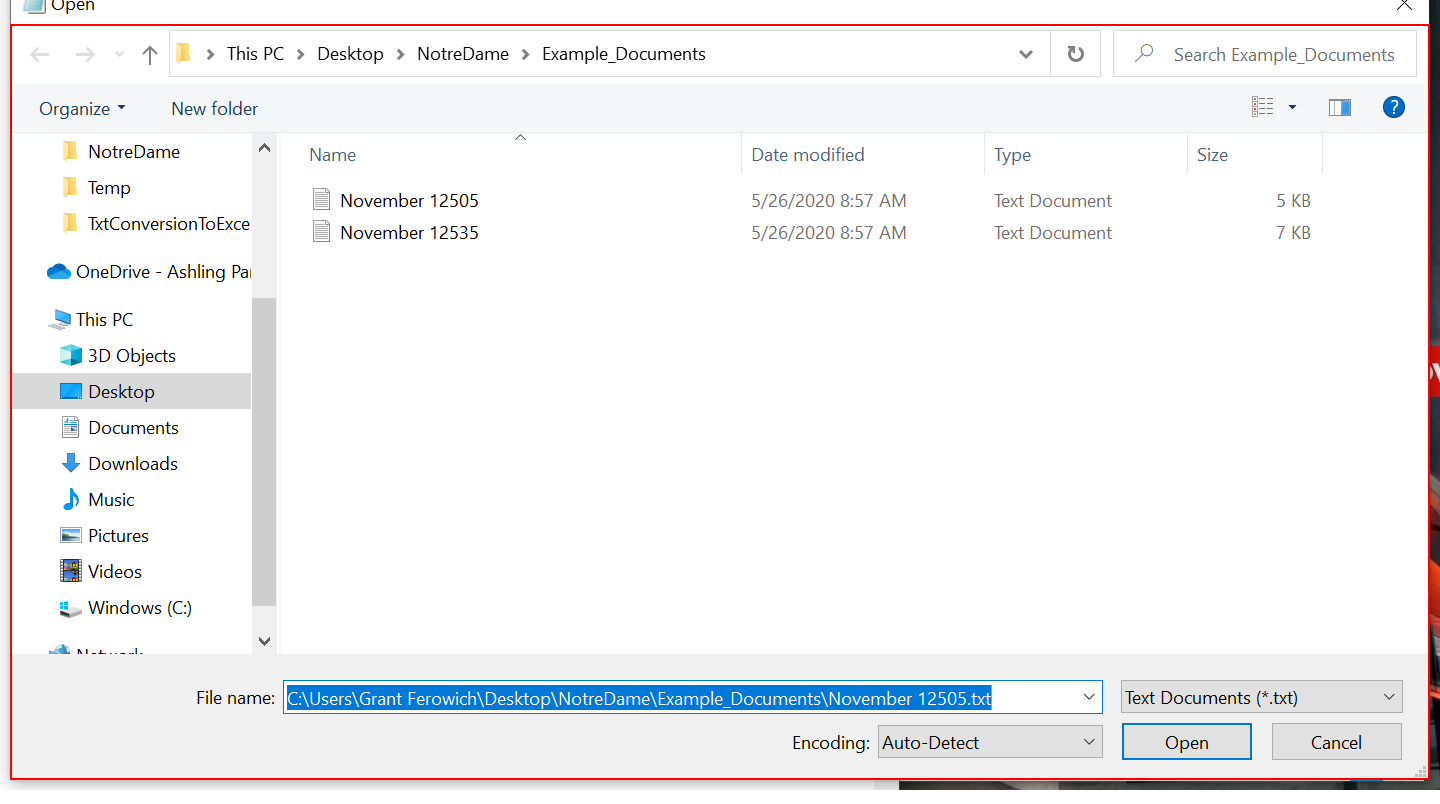 Open
This PC Desktop NotreDame Example_Documents Search Example_Documents
Organize New folder
Name Date modified Type Size
November 12505 5/26/2020 8:57 AM Text Document 5 KB
November 12535 5/26/2020 8:57 AM Text Document 7 KB
NotreDame
Temp
TxtConversionToExce
OneDrive - Ashling Par
This PC
3D Objects
Desktop
Documents
Downloads
Music
Pictures
Videos
Windows (C:)
Network
File name: C:\Users\Grant Ferowich\Desktop\NotreDame\Example_Documents\November 12505.txt Text Documents (*.txt)
Encoding: Auto-Detect Open Cancel